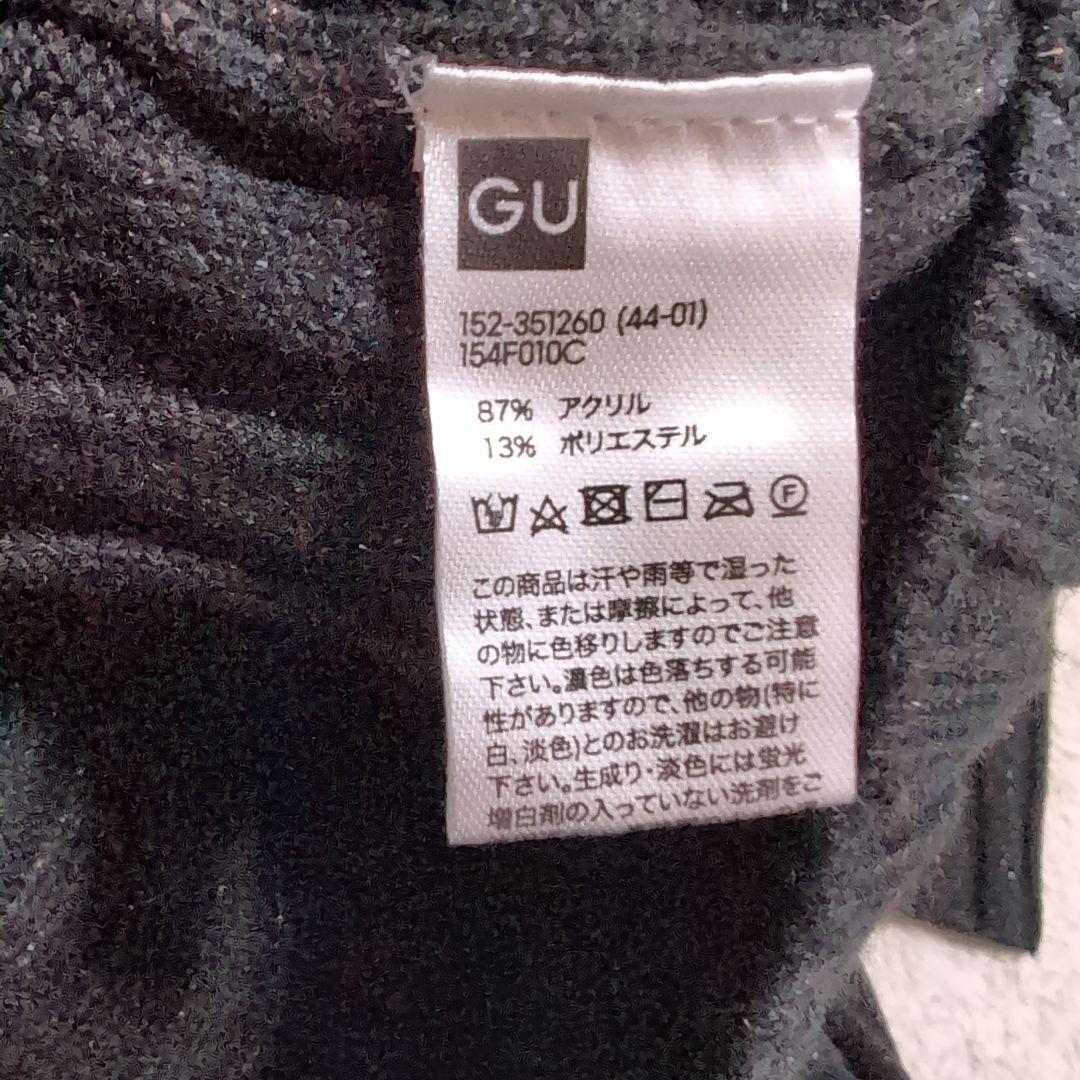 GU
152-351260 (44-01)
154F010C
87% アクリル
13% ポリエステル
F
この商品は汗や雨等で湿った
状態、または摩擦によって、他
の物に色移りしますのでご注意
下さい。濃色は色落ちする可能
性がありますので、他の物(特に
白、淡色)とのお洗濯はお避け
下さい。生成り・淡色には蛍光
増白剤の入っていない洗剤をご